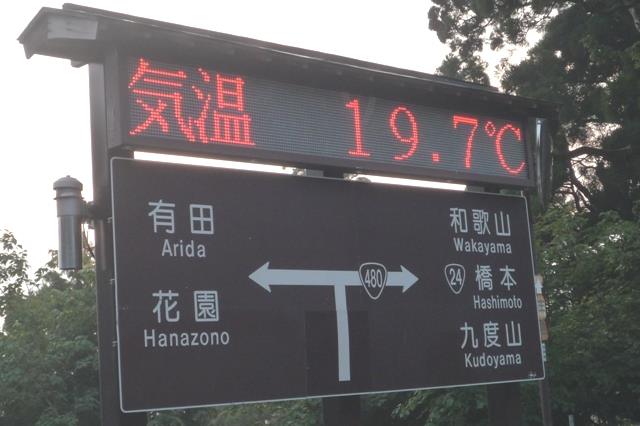 気温 19.7℃
有田
Arida
花園
Hanazono
480
和歌山
Wakayama
24 橋本
Hashimoto
九度山
Kudoyama